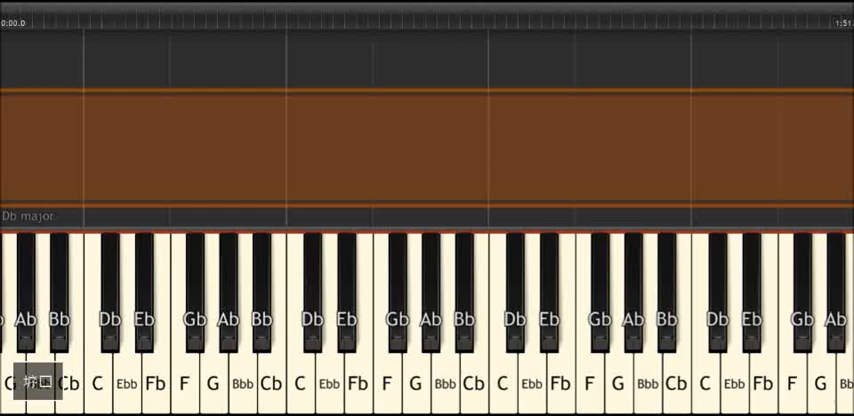 0:00.0 1:51
Db major
Ab Bb Db Eb Gb Ab Bb Db Eb Gb Ab Bb Db Eb Gb Ab Bb Db Eb Gb Ab
G Cb C Ebb Fb F G Bbb Cb C Ebb Fb F G Bbb Cb C Ebb Fb F G Bbb Cb C Ebb Fb F G